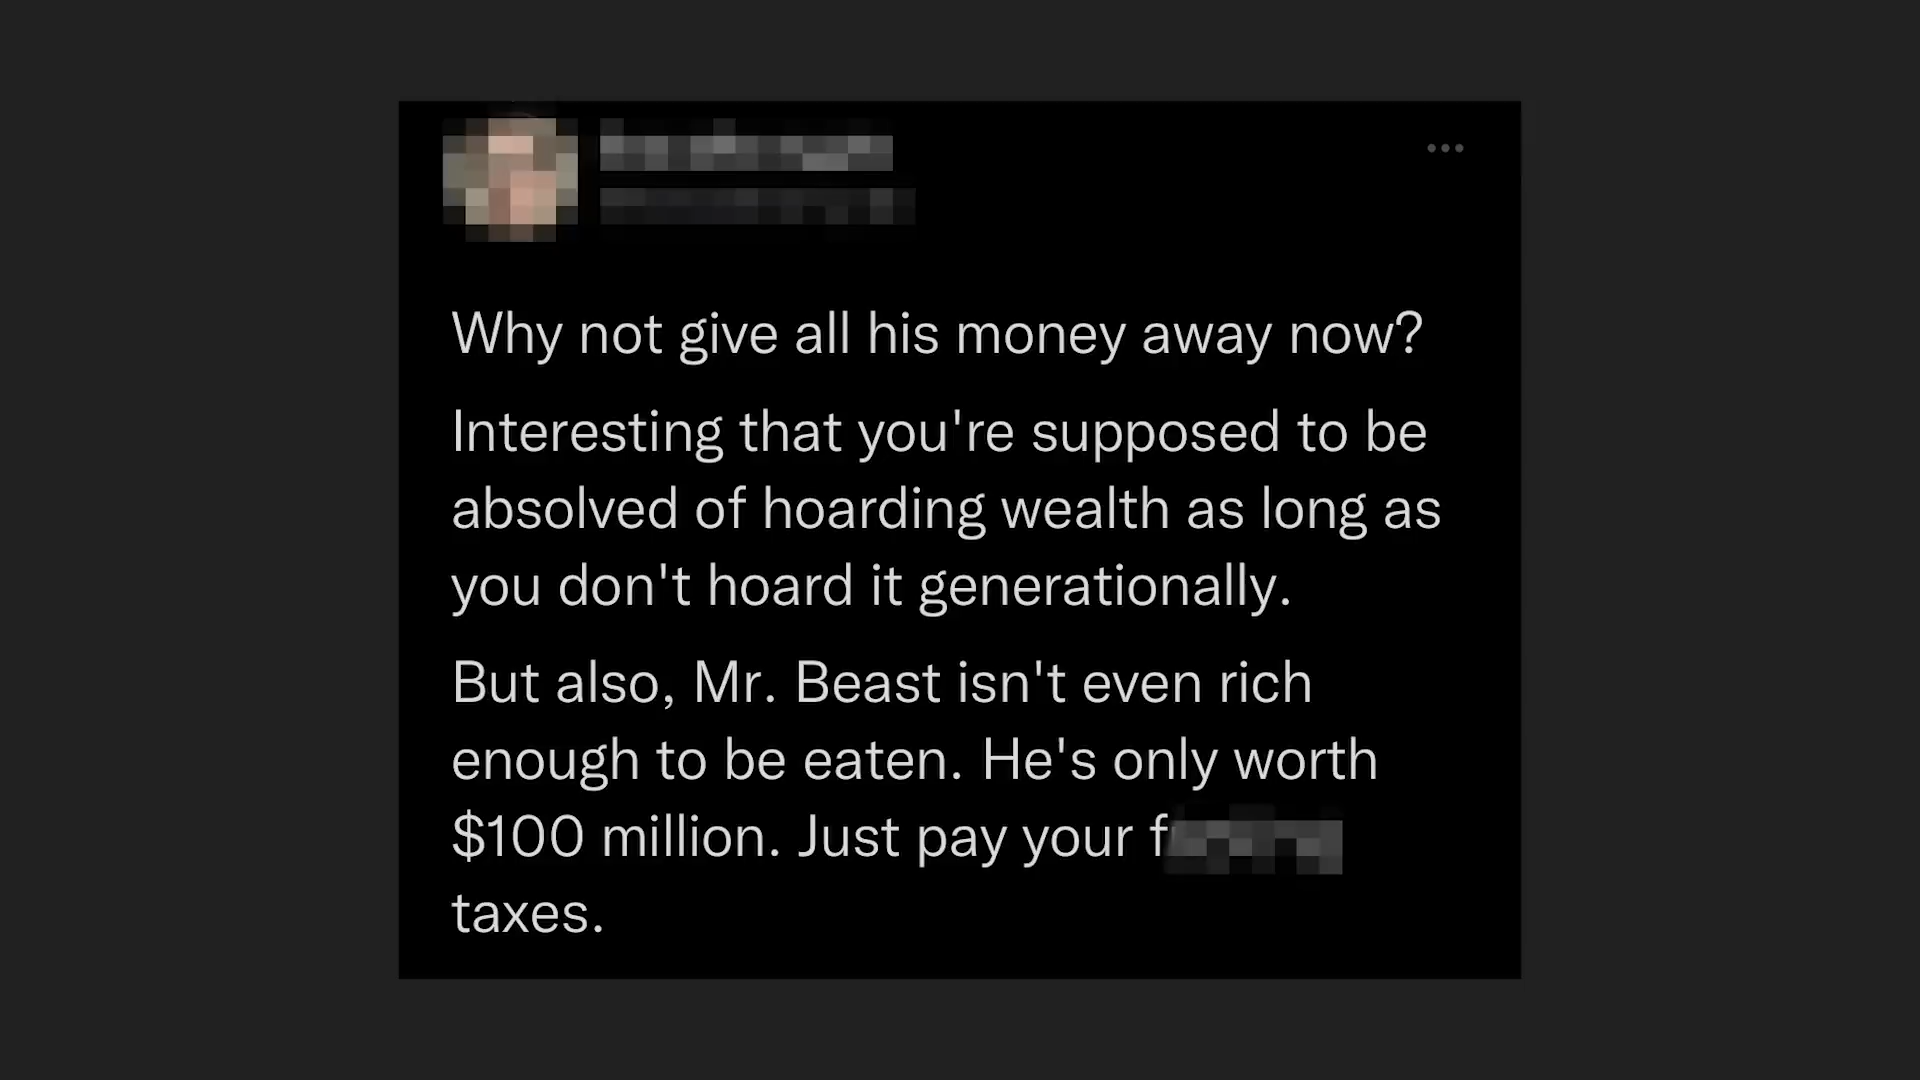 Why not give all his money away now?
Interesting that you're supposed to be
absolved of hoarding wealth as long as
you don't hoard it generationally.
But also, Mr. Beast isn't even rich
enough to be eaten. He's only worth
$100 million. Just pay your
taxes.